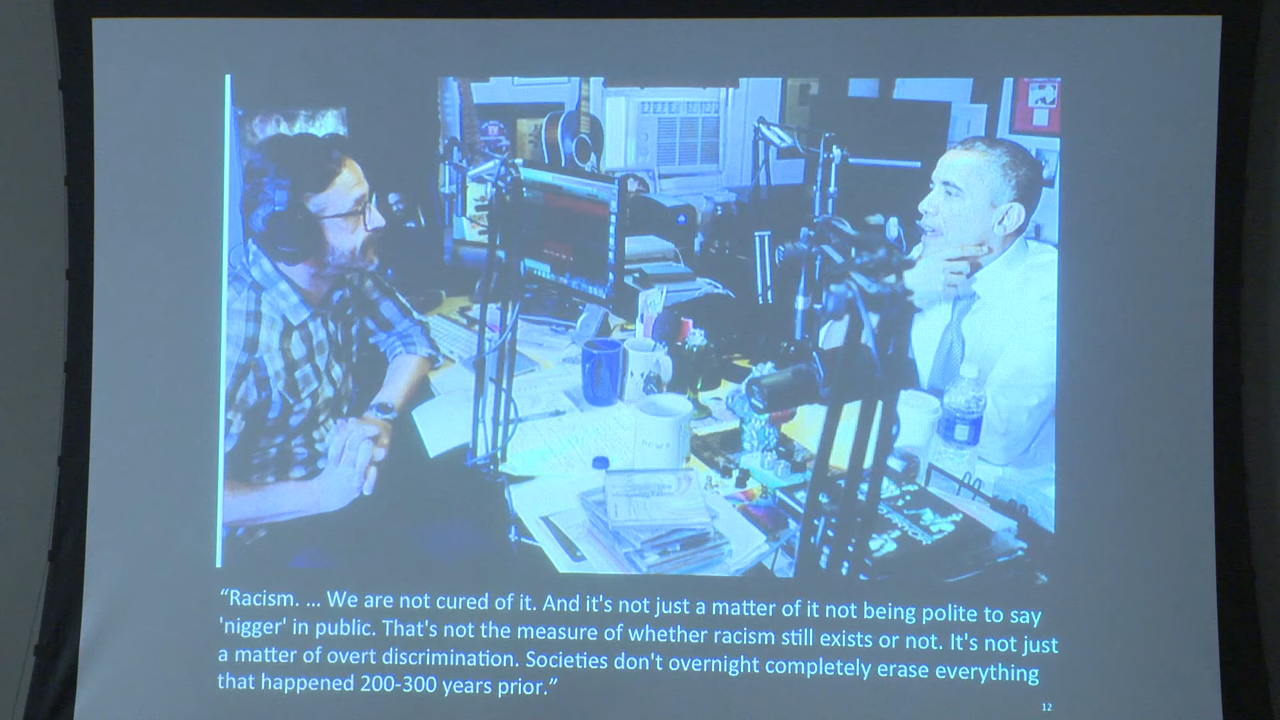 “Racism. ... We are not cured of it. And it's not just a matter of it not being polite to say
'nigger' in public. That's not the measure of whether racism still exists or not. It's not just
a matter of overt discrimination. Societies don't overnight completely erase everything
that happened 200-300 years prior.”
12